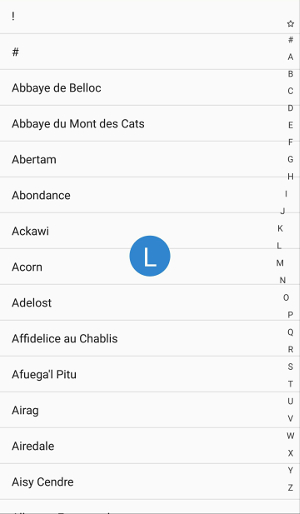 !
#
Abbaye de Belloc
Abbaye du Mont des Cats
Abertam
Abondance
Ackawi
Acorn
Adelost
Affidelice au Chablis
Afuega'l Pitu
Airag
Airedale
Aisy Cendre
L
☆
#
A
B
C
D
E
F
G
H
I
J
K
L
M
N
O
P
Q
R
S
T
U
V
W
X
Y
Z